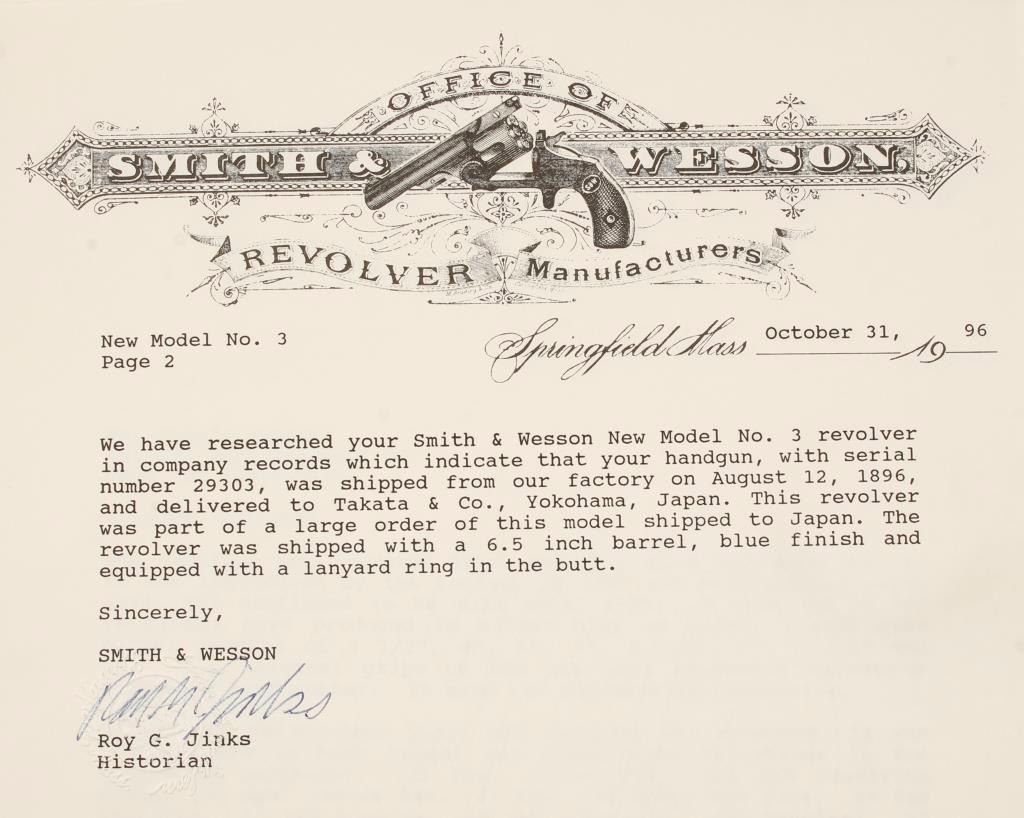 OFFICE OF
SMITH & WESSON.
REVOLVER Manufacturers
New Model No. 3
Page 2
Springfield Mass October 31, 19 96
We have researched your Smith & Wesson New Model No. 3 revolver
in company records which indicate that your handgun, with serial
number 29303, was shipped from our factory on August 12, 1896,
and delivered to Takata & Co., Yokohama, Japan. This revolver
was part of a large order of this model shipped to Japan. The
revolver was shipped with a 6.5 inch barrel, blue finish and
equipped with a lanyard ring in the butt.
Sincerely,
SMITH & WESSON
Roy G. Jinks
Roy G. Jinks
Historian